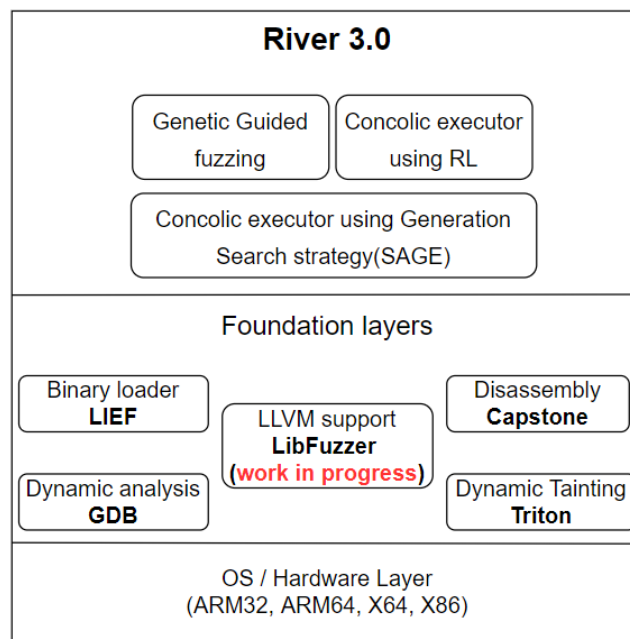 River 3.0
Genetic Guided
fuzzing
Concolic executor
using RL
Concolic executor using Generation
Search strategy(SAGE)
Foundation layers
Binary loader
LIEF
LLVM support
LibFuzzer
(work in progress)
Disassembly
Capstone
Dynamic analysis
GDB
Dynamic Tainting
Triton
OS / Hardware Layer
(ARM32, ARM64, X64, X86)